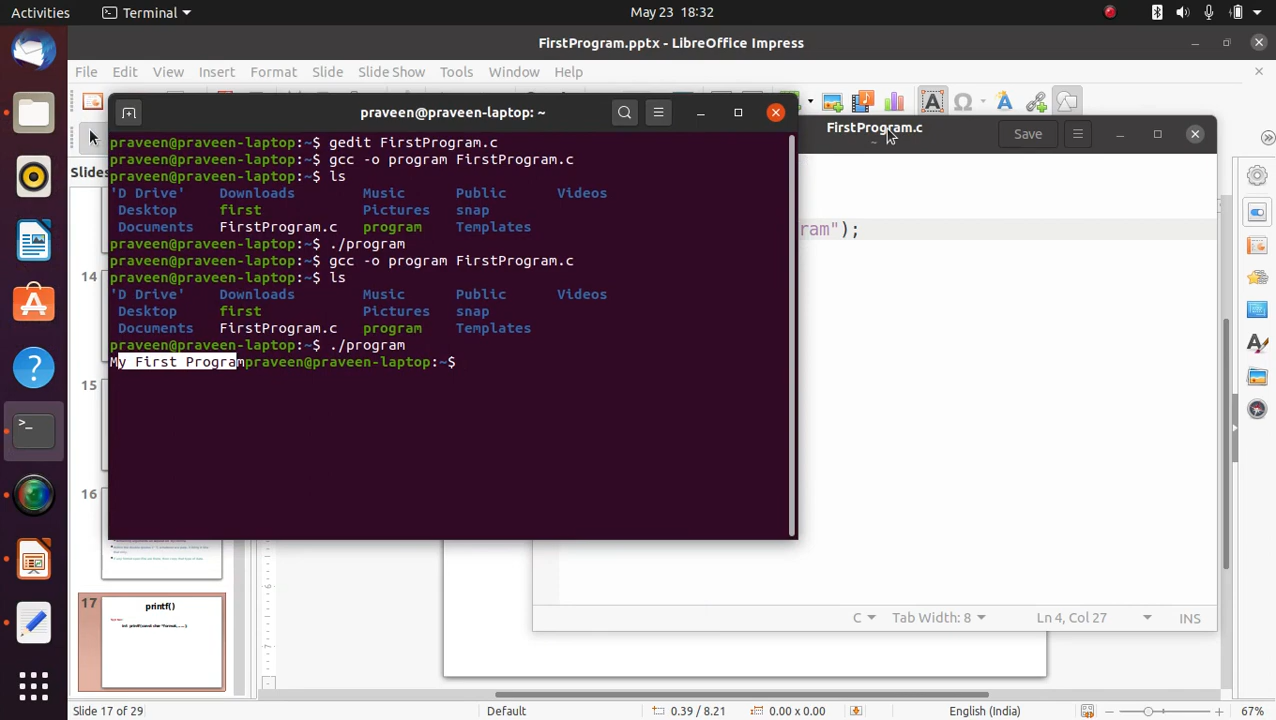 Activities
Terminal
May 23 18:32
FirstProgram.pptx - LibreOffice Impress
File Edit View Insert Format Slide Slide Show Tools Window Help
praveen@praveen-laptop: ~
FirstProgram.c
~
Save
Slides
praveen@praveen-laptop:~$ gedit FirstProgram.c
praveen@praveen-laptop:~$ gcc -o program FirstProgram.c
praveen@praveen-laptop:~$ ls
'D Drive' Downloads Music Public Videos
Desktop first Pictures snap
Documents FirstProgram.c program Templates
praveen@praveen-laptop:~$ ./program
praveen@praveen-laptop:~$ gcc -o program FirstProgram.c
praveen@praveen-laptop:~$ ls
'D Drive' Downloads Music Public Videos
Desktop first Pictures snap
Documents FirstProgram.c program Templates
praveen@praveen-laptop:~$ ./program
My First Programpraveen@praveen-laptop:~$
ram");
14
15
16
17
printf()
C
Tab Width: 8
Ln 4, Col 27
INS
Slide 17 of 29
Default
0.39 / 8.21
0.00 x 0.00
English (India)
67%